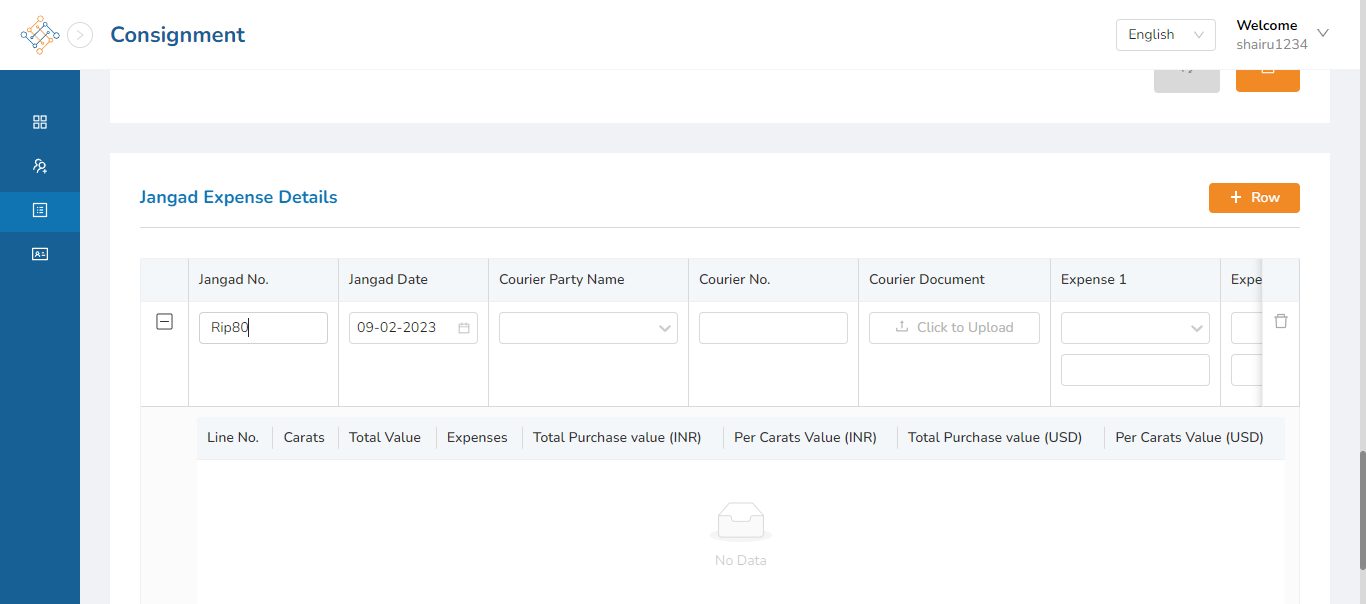 Consignment
English
Welcome
shairu1234
Jangad Expense Details
+ Row
Jangad No. Jangad Date Courier Party Name Courier No. Courier Document Expense 1 Expe
Rip80 09-02-2023 Click to Upload
Line No. Carats Total Value Expenses Total Purchase value (INR) Per Carats Value (INR) Total Purchase value (USD) Per Carats Value (USD)
No Data